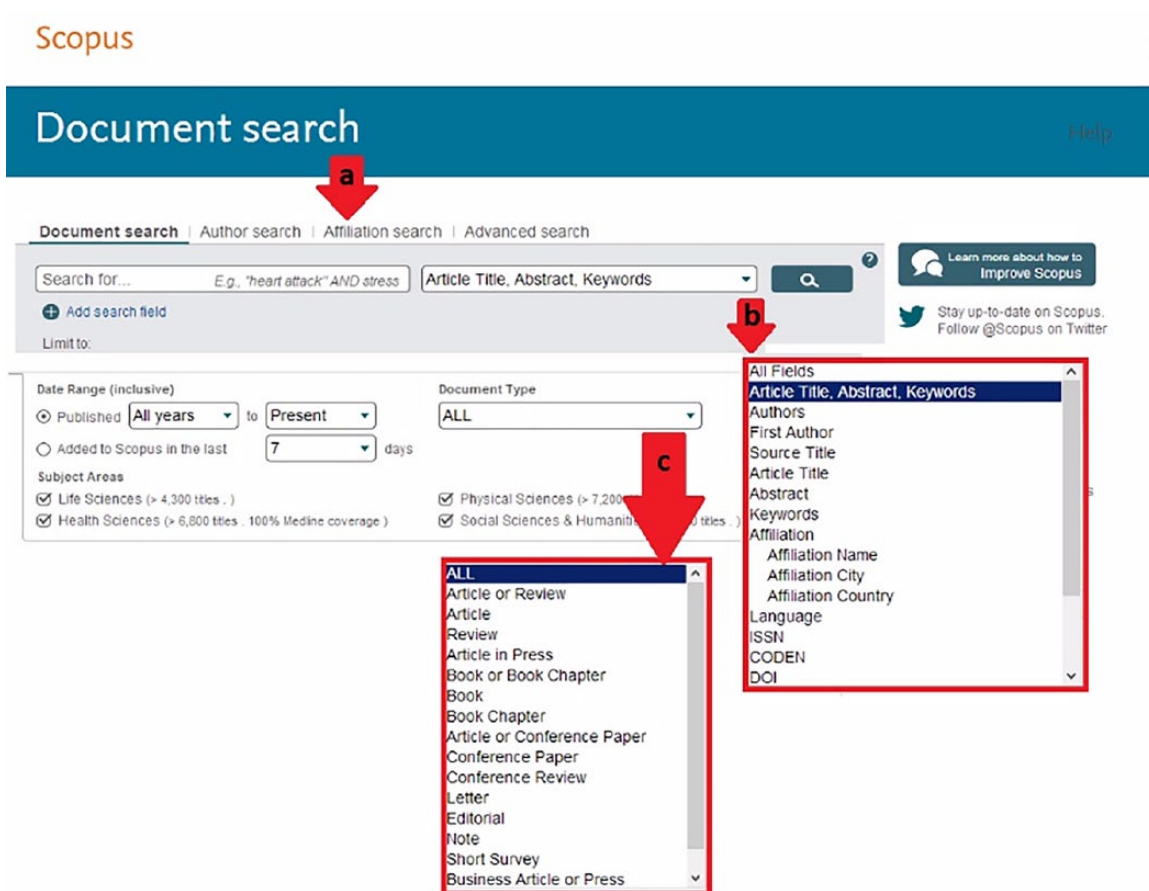 Scopus
Document search
Help
a
Document search | Author search | Affiliation search | Advanced search
Search for... E.g., "heart attack" AND stress
Article Title, Abstract, Keywords
Add search field
Limit to:
?
Learn more about how to
Improve Scopus
Stay up-to-date on Scopus.
Follow @Scopus on Twitter
Date Range (inclusive)
Published All years to Present
Added to Scopus in the last 7 days
Document Type
ALL
Subject Areas
Life Sciences (> 4,300 titles . )
Health Sciences (> 6,800 titles . 100% Medline coverage )
Physical Sciences (> 7,200
Social Sciences & Humaniti 0 titles . )
b
All Fields
Article Title, Abstract, Keywords
Authors
First Author
Source Title
Article Title
Abstract
Keywords
Affiliation
Affiliation Name
Affiliation City
Affiliation Country
Language
ISSN
CODEN
DOI
s
c
ALL
Article or Review
Article
Review
Article in Press
Book or Book Chapter
Book
Book Chapter
Article or Conference Paper
Conference Paper
Conference Review
Letter
Editorial
Note
Short Survey
Business Article or Press